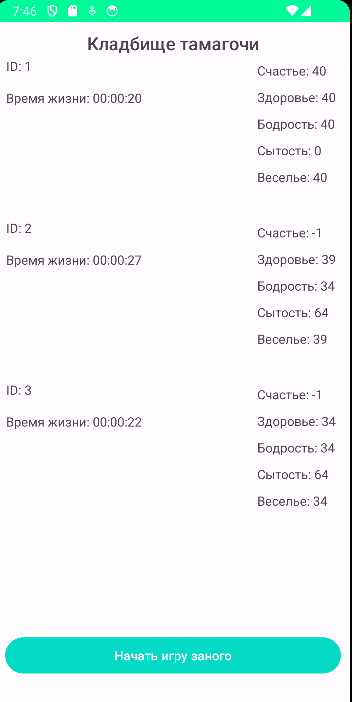 7:46
Кладбище тамагочи
ID: 1
Время жизни: 00:00:20
Счастье: 40
Здоровье: 40
Бодрость: 40
Сытость: 0
Веселье: 40
ID: 2
Время жизни: 00:00:27
Счастье: -1
Здоровье: 39
Бодрость: 34
Сытость: 64
Веселье: 39
ID: 3
Время жизни: 00:00:22
Счастье: -1
Здоровье: 34
Бодрость: 34
Сытость: 64
Веселье: 34
Начать игру заного